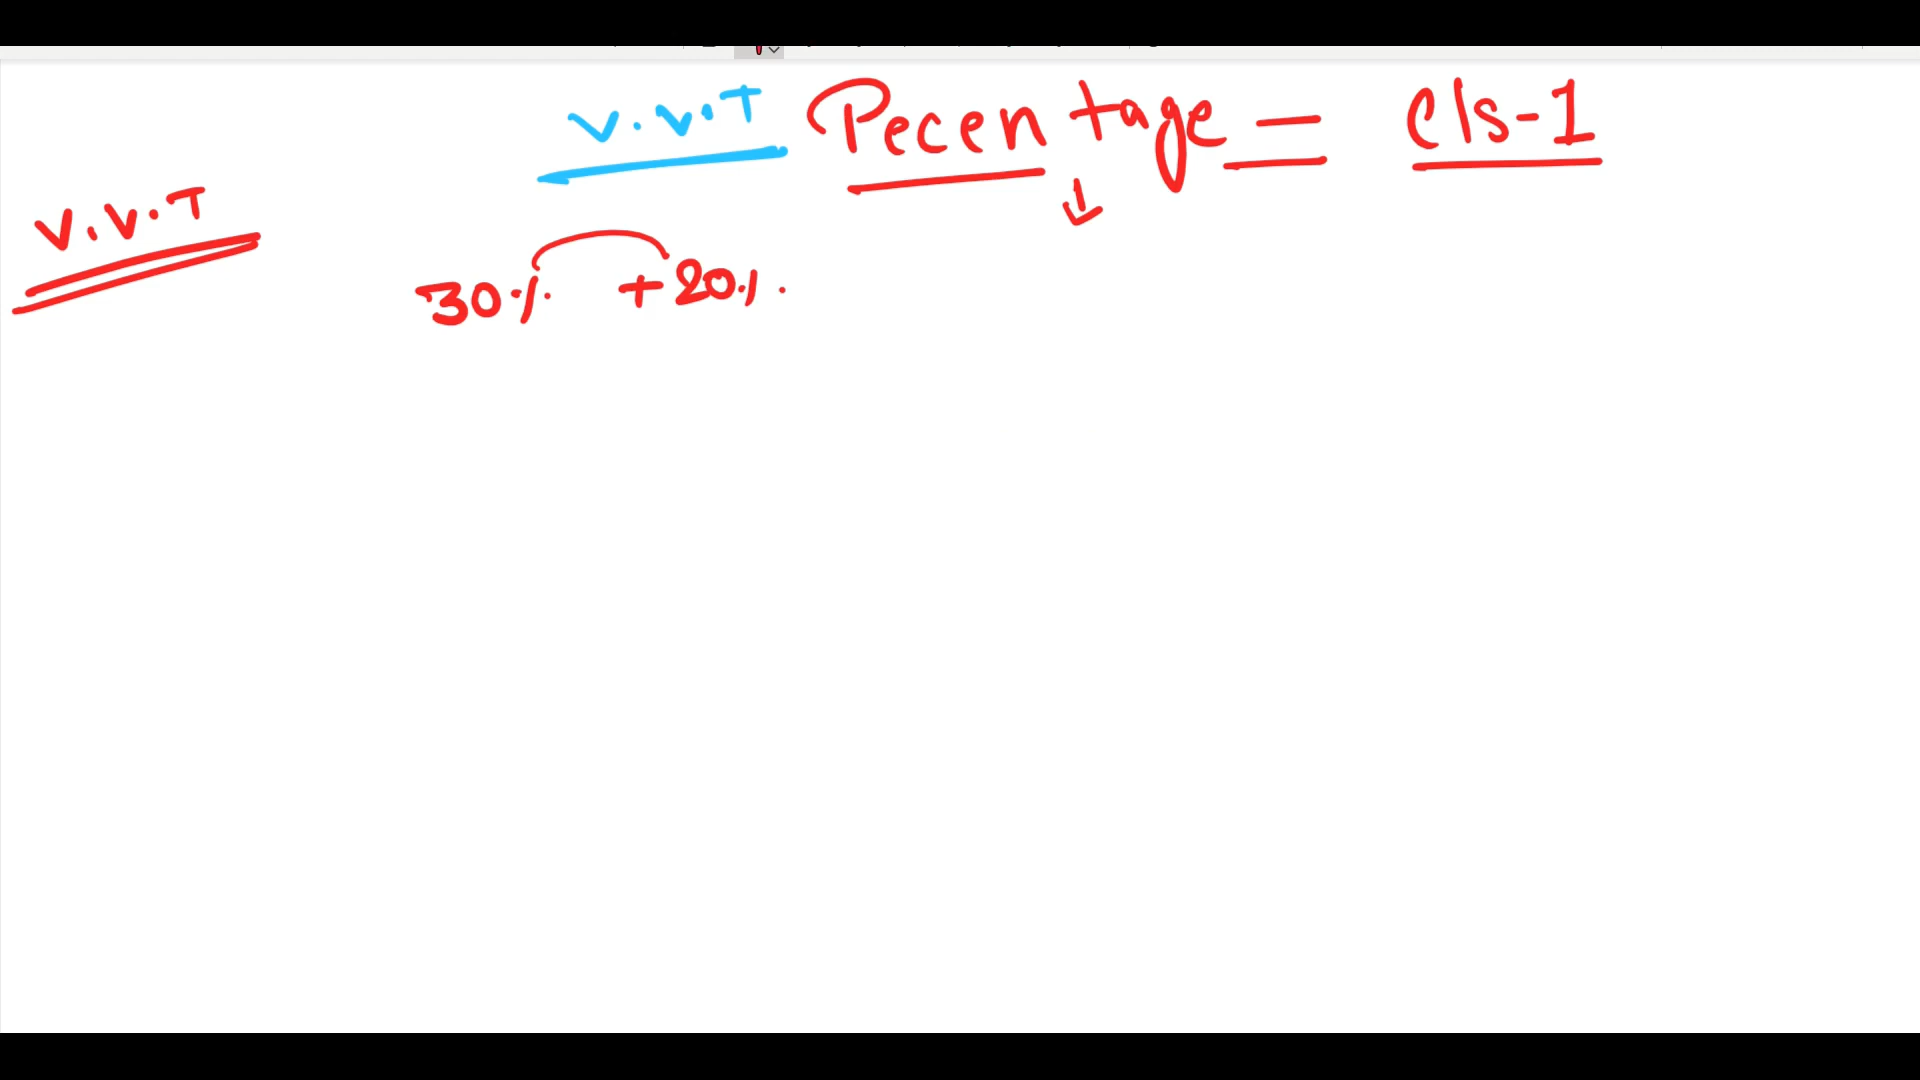 V.V.T Pecentage = Cls-1
V.V.T
30% + 20%.